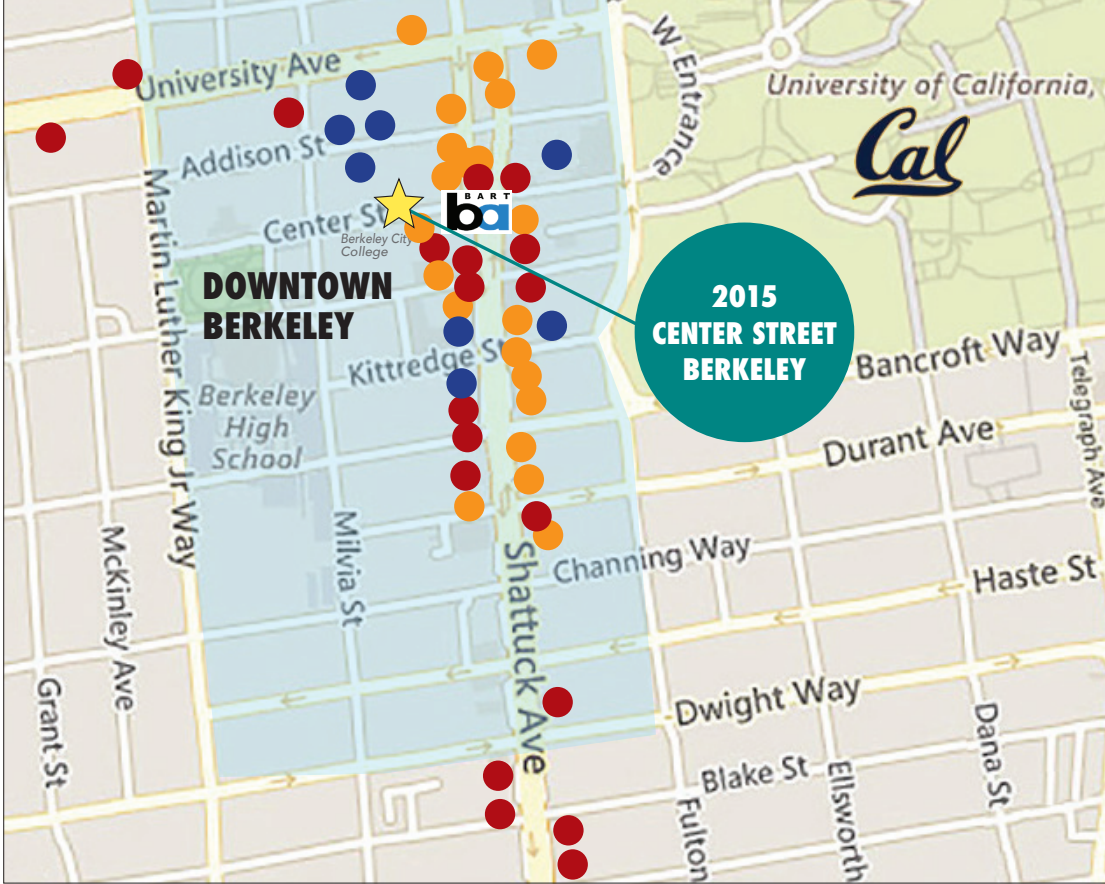 W Entrance
University Ave
University of California,
Cal
Addison St
Martin Luther King Jr Way
BART
ba
Center St
Berkeley City
College
DOWNTOWN
BERKELEY
2015
CENTER STREET
BERKELEY
Kittredge St
Bancroft Way
Telegraph Ave
Berkeley
High
School
Durant Ave
Milvia St
McKinley Ave
Shattuck Ave
Channing Way
Haste St
Grant St
Dwight Way
Dana St
Blake St
Ellsworth
Fulton